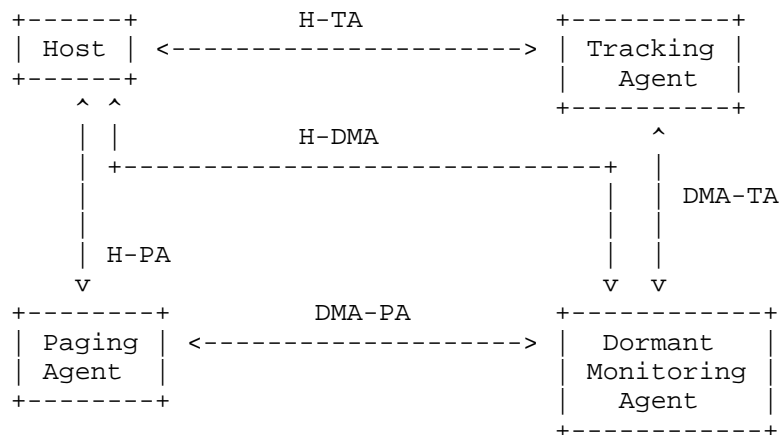 H-TA
Host
Tracking
Agent
H-DMA
DMA-TA
H-PA
DMA-PA
Paging
Agent
Dormant
Monitoring
Agent